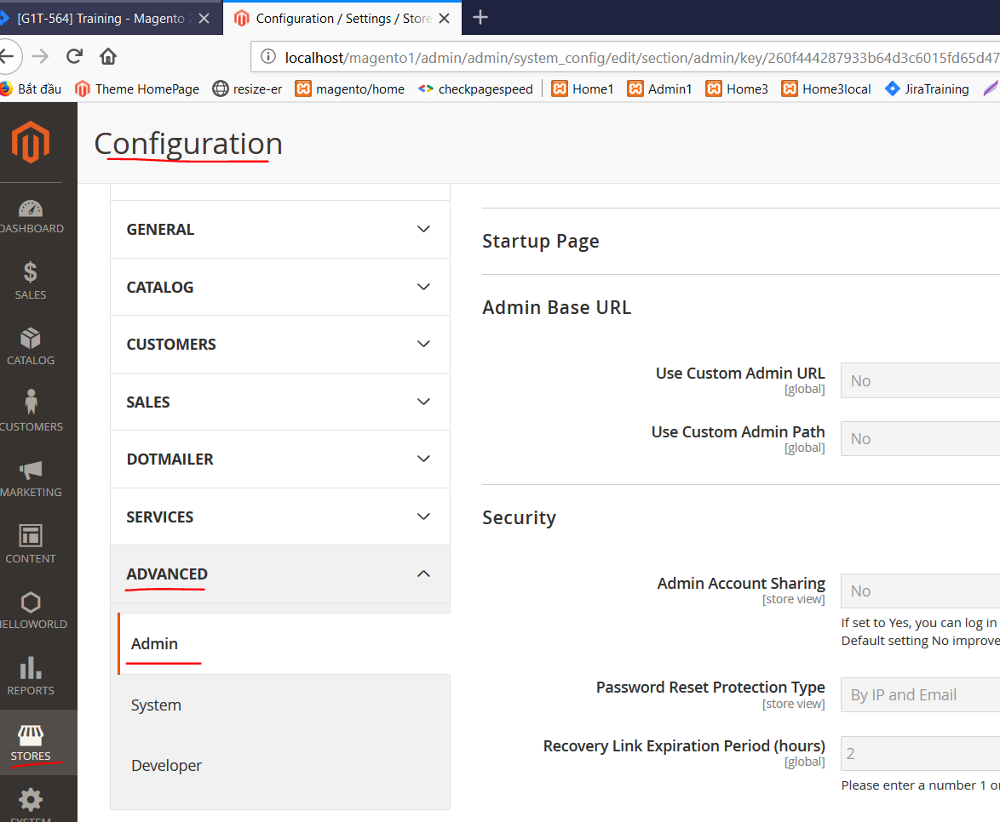 [G1T-564] Training - Magento 2
Configuration / Settings / Store
localhost/magento1/admin/admin/system_config/edit/section/admin/key/260f444287933b64d3c6015fd65d47
Bắt đầu
Theme HomePage
resize-er
magento/home
checkpagespeed
Home1
Admin1
Home3
Home3local
JiraTraining
Configuration
DASHBOARD
SALES
CATALOG
CUSTOMERS
MARKETING
CONTENT
HELLOWORLD
REPORTS
STORES
SYSTEM
GENERAL
CATALOG
CUSTOMERS
SALES
DOTMAILER
SERVICES
ADVANCED
Admin
System
Developer
Startup Page
Admin Base URL
Use Custom Admin URL
[global]
No
Use Custom Admin Path
[global]
No
Security
Admin Account Sharing
[store view]
No
If set to Yes, you can log in
Default setting No improve
Password Reset Protection Type
[store view]
By IP and Email
Recovery Link Expiration Period (hours)
[global]
2
Please enter a number 1 o